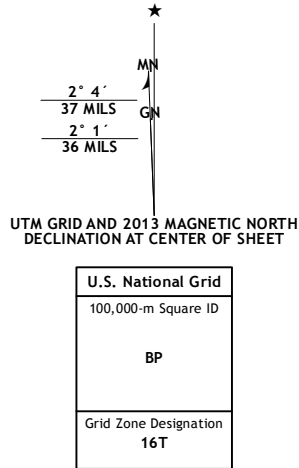 ★
MN
2° 4´
37 MILS
GN
2° 1´
36 MILS
UTM GRID AND 2013 MAGNETIC NORTH
DECLINATION AT CENTER OF SHEET
U.S. National Grid
100,000-m Square ID
BP
Grid Zone Designation
16T